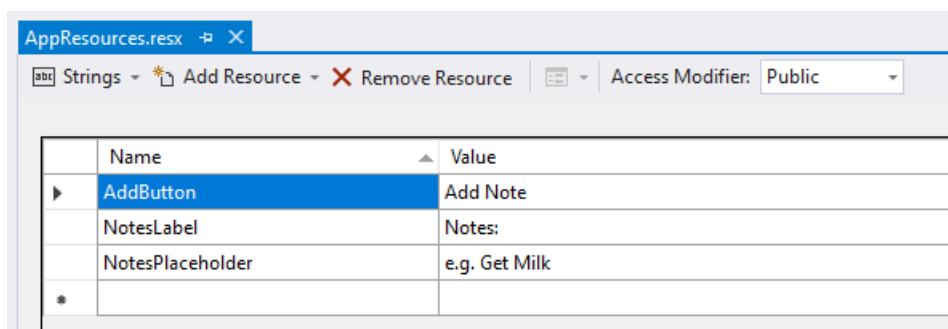 AppResources.resx
abc Strings Add Resource Remove Resource Access Modifier: Public
Name Value
AddButton Add Note
NotesLabel Notes:
NotesPlaceholder e.g. Get Milk